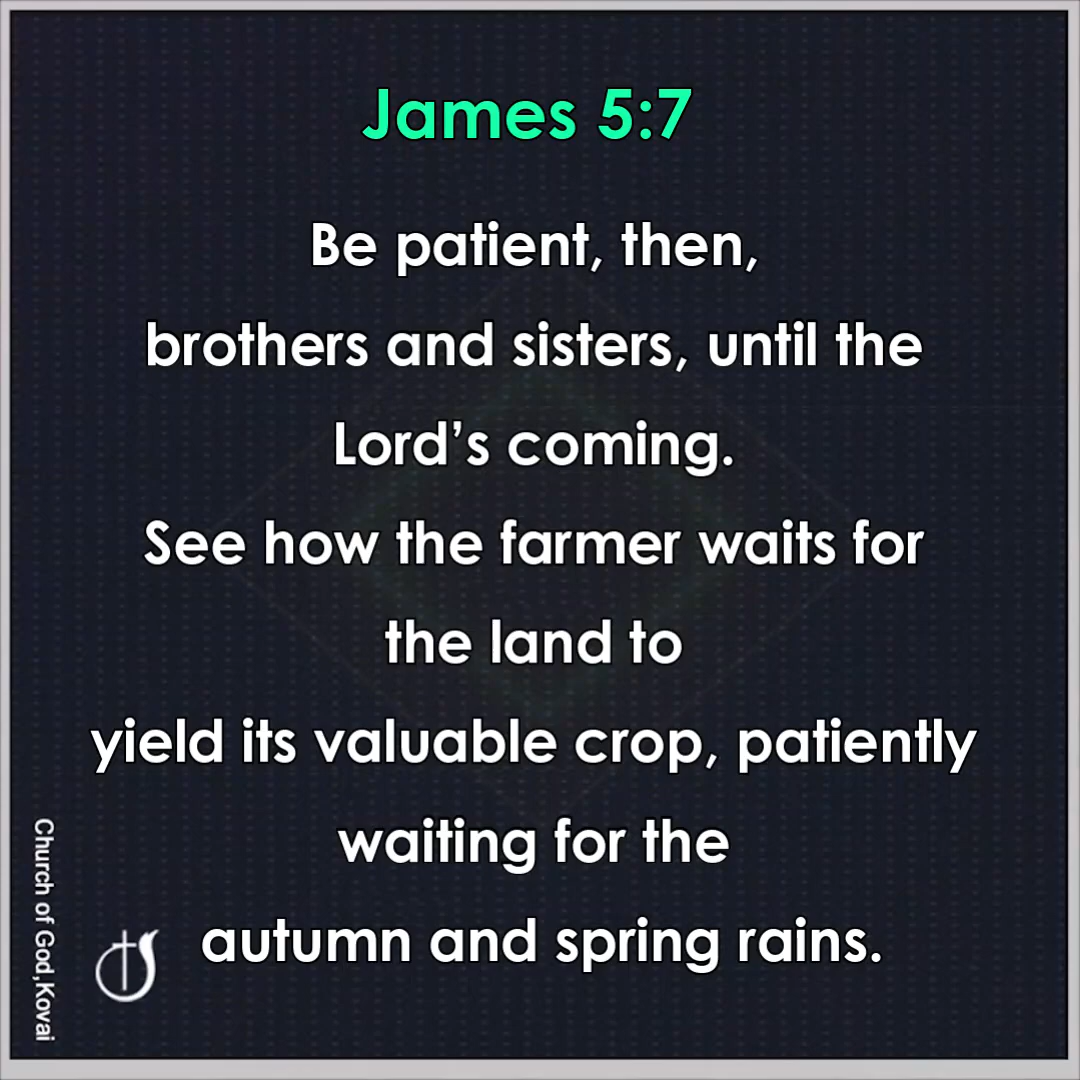 James 5:7
Be patient, then,
brothers and sisters, until the
Lord’s coming.
See how the farmer waits for
the land to
yield its valuable crop, patiently
waiting for the
autumn and spring rains.
Church of God,Kovai